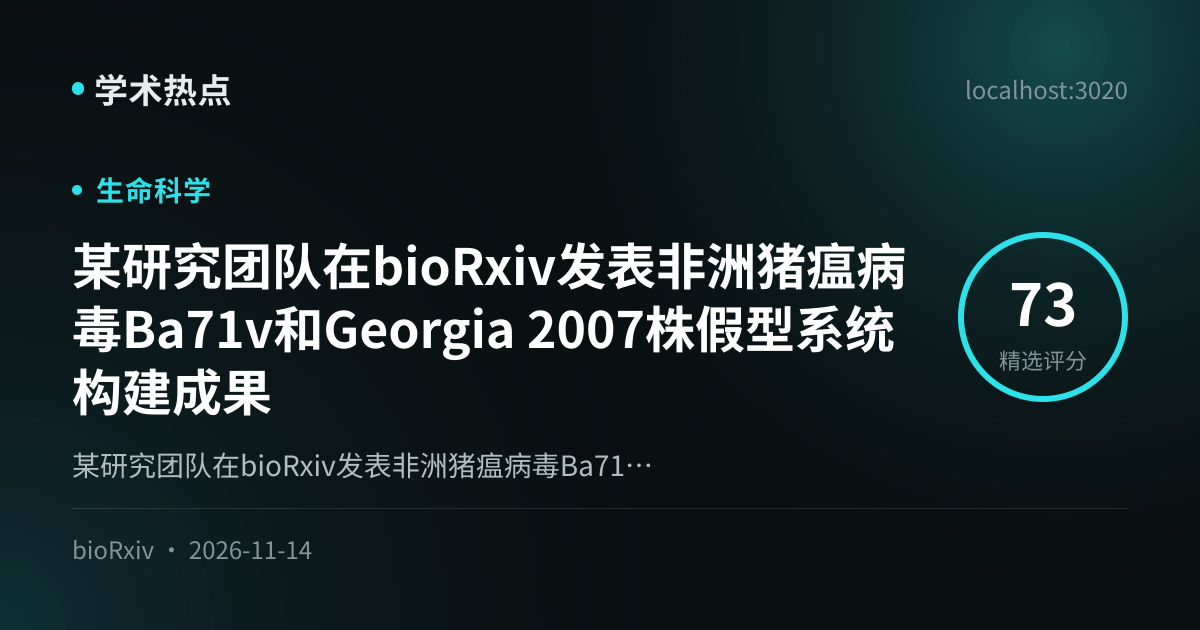 学术热点
localhost:3020
生命科学
某研究团队在bioRxiv发表非洲猪瘟病
毒Ba71v和Georgia 2007株假型系统
构建成果
73
精选评分
某研究团队在bioRxiv发表非洲猪瘟病毒Ba71…
bioRxiv · 2026-11-14